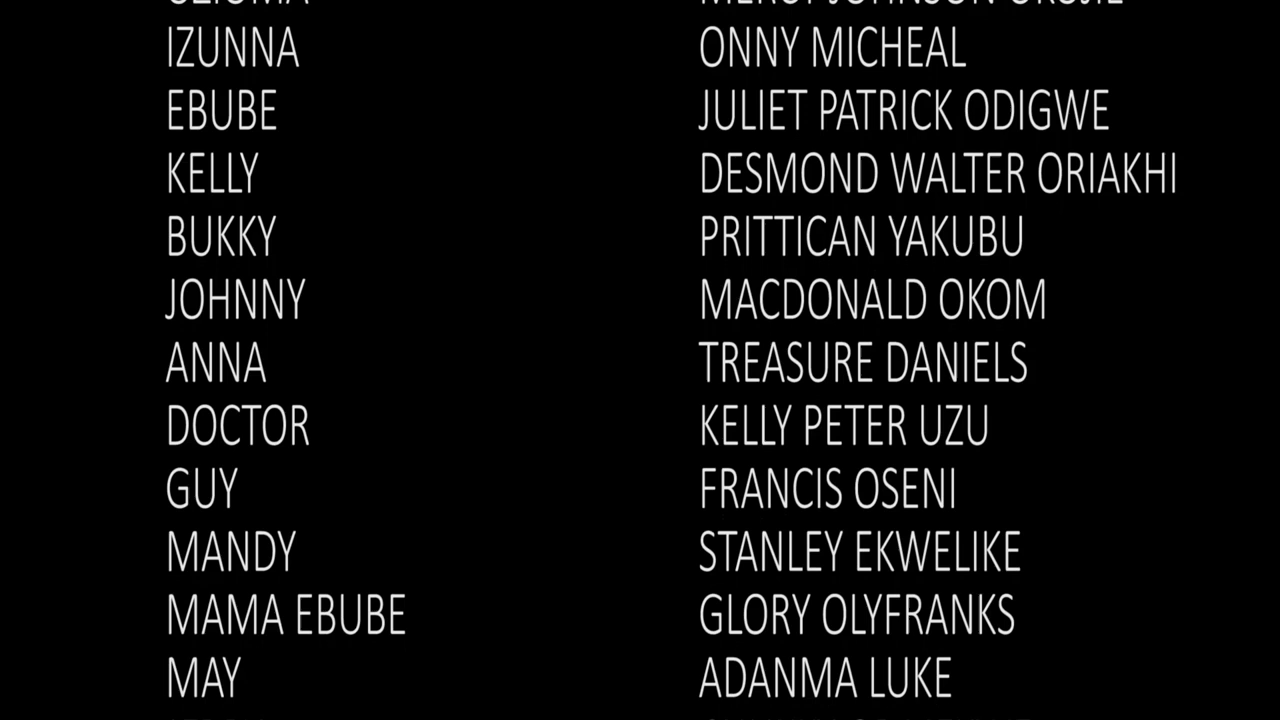 IZUNNA ONNY MICHEAL
EBUBE JULIET PATRICK ODIGWE
KELLY DESMOND WALTER ORIAKHI
BUKKY PRITTICAN YAKUBU
JOHNNY MACDONALD OKOM
ANNA TREASURE DANIELS
DOCTOR KELLY PETER UZU
GUY FRANCIS OSENI
MANDY STANLEY EKWELIKE
MAMA EBUBE GLORY OLYFRANKS
MAY ADANMA LUKE